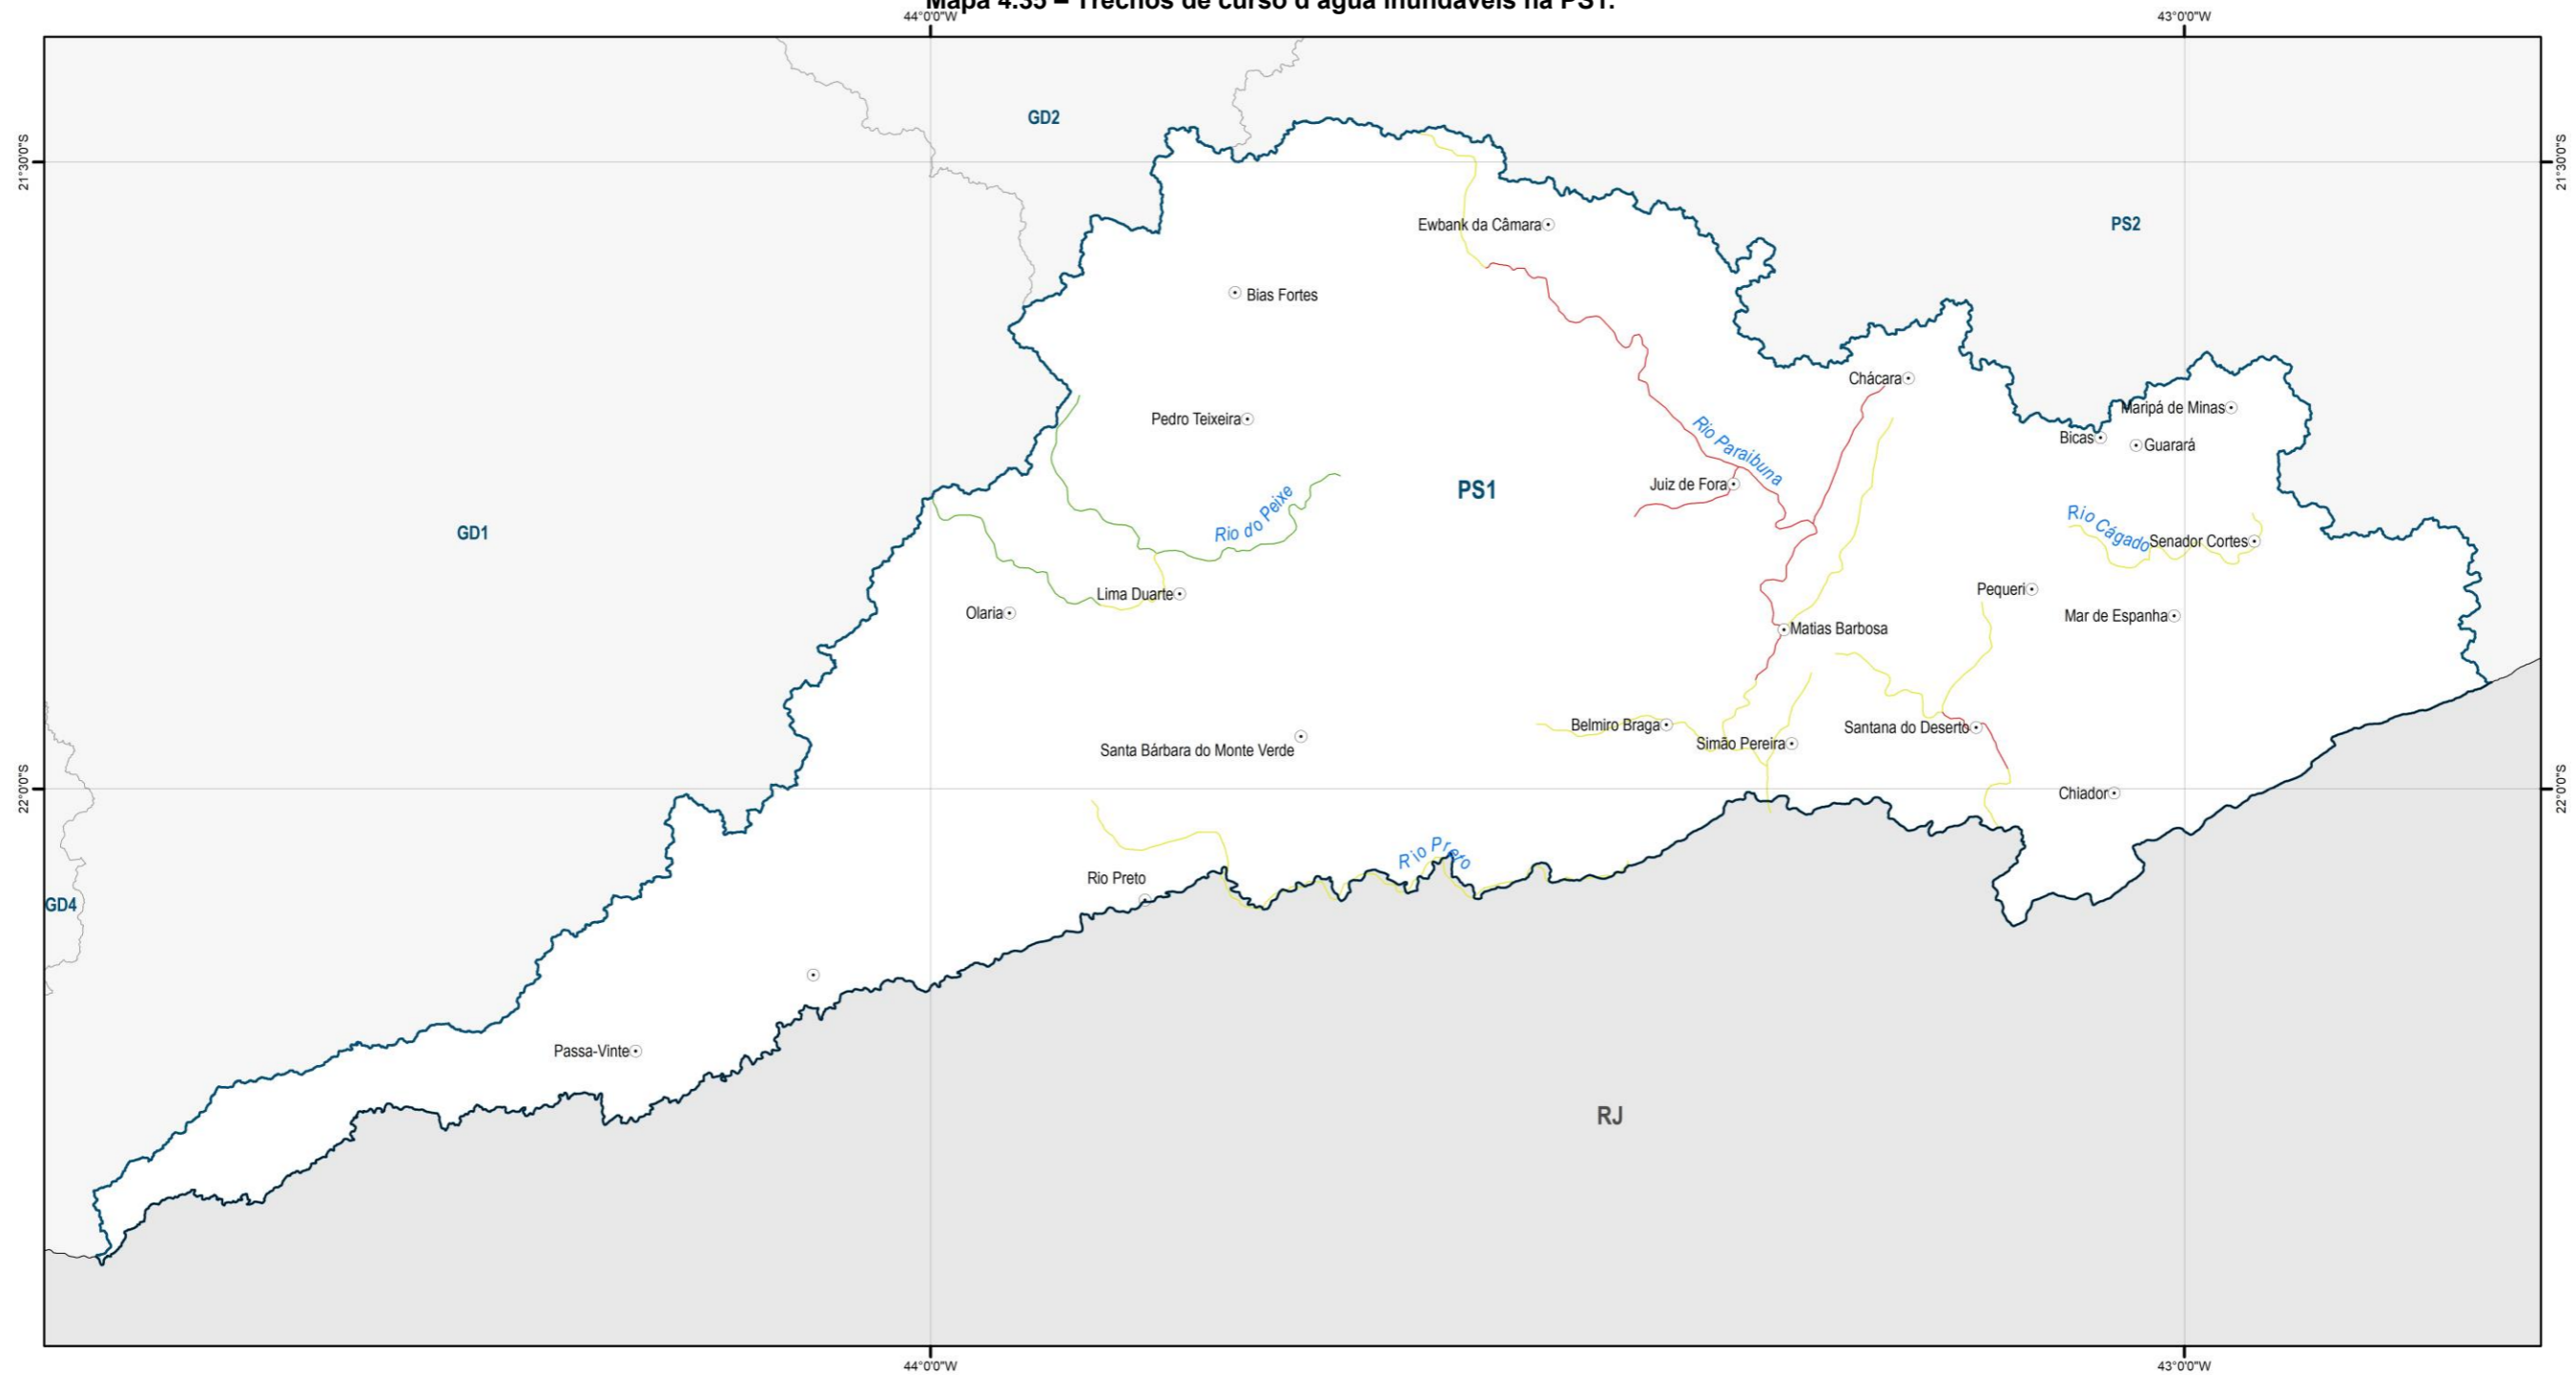 Mapa 4.35 – Trechos de curso d'água inundáveis na PS1.
44°0'0"W
43°0'0"W
GD2
21°30'0"S
21°30'0"S
PS2
Ewbank da Câmara
Bias Fortes
Chácara
Maripá de Minas
Pedro Teixeira
Rio Paraibuna
Bicas
Guarará
Juiz de Fora
PS1
Rio do Peixe
Rio Cágado
GD1
Senador Cortes
Lima Duarte
Pequeri
Olaria
Mar de Espanha
Matias Barbosa
Belmiro Braga
Santana do Deserto
Simão Pereira
Santa Bárbara do Monte Verde
22°0'0"S
22°0'0"S
Chiador
Rio Preto
Rio Preto
GD4
Passa-Vinte
RJ
44°0'0"W
43°0'0"W